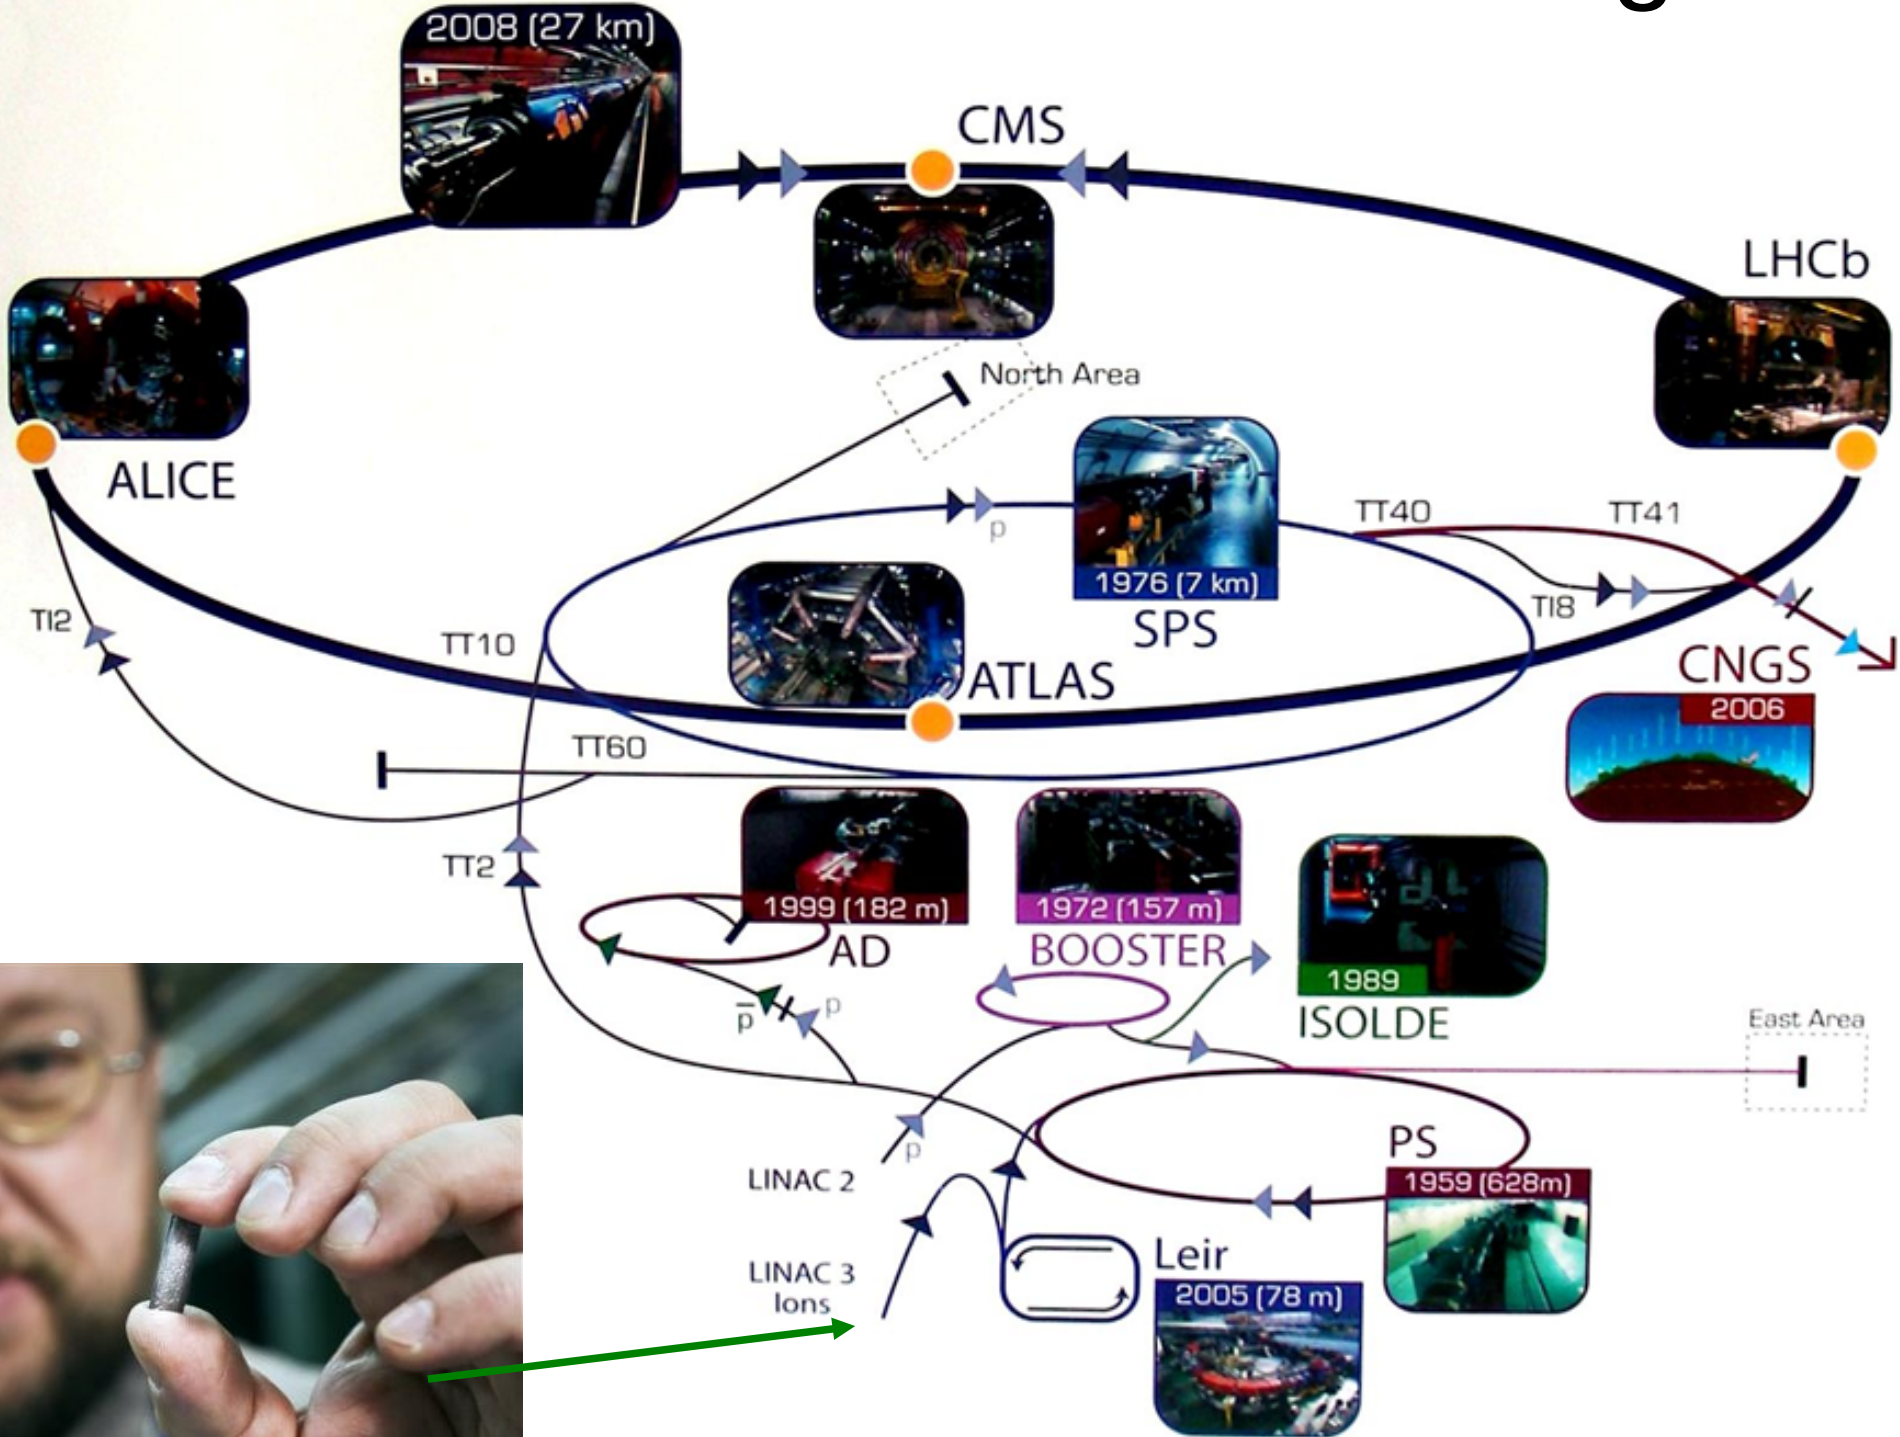 g
2008 (27 km)
CMS
LHCb
North Area
ALICE
TT40
TT41
p
1976 (7 km)
SPS
TI8
TI2
TT10
ATLAS
CNGS
2006
TT60
TT2
1999 (182 m)
AD
1972 (157 m)
BOOSTER
1989
ISOLDE
p̅
p
East Area
p
LINAC 2
PS
1959 (628m)
LINAC 3
Ions
Leir
2005 (78 m)